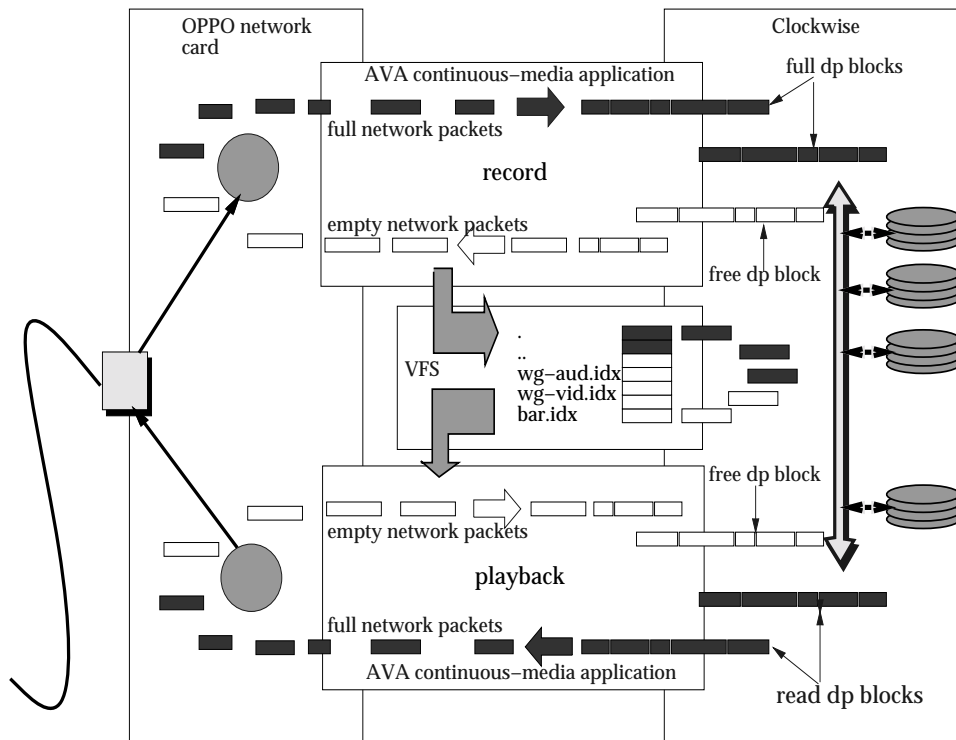 OPPO network
card
Clockwise
AVA continuous−media application
full dp blocks
full network packets
record
empty network packets
free dp block
VFS
.
..
wg−aud.idx
wg−vid.idx
bar.idx
free dp block
empty network packets
playback
full network packets
AVA continuous−media application
read dp blocks